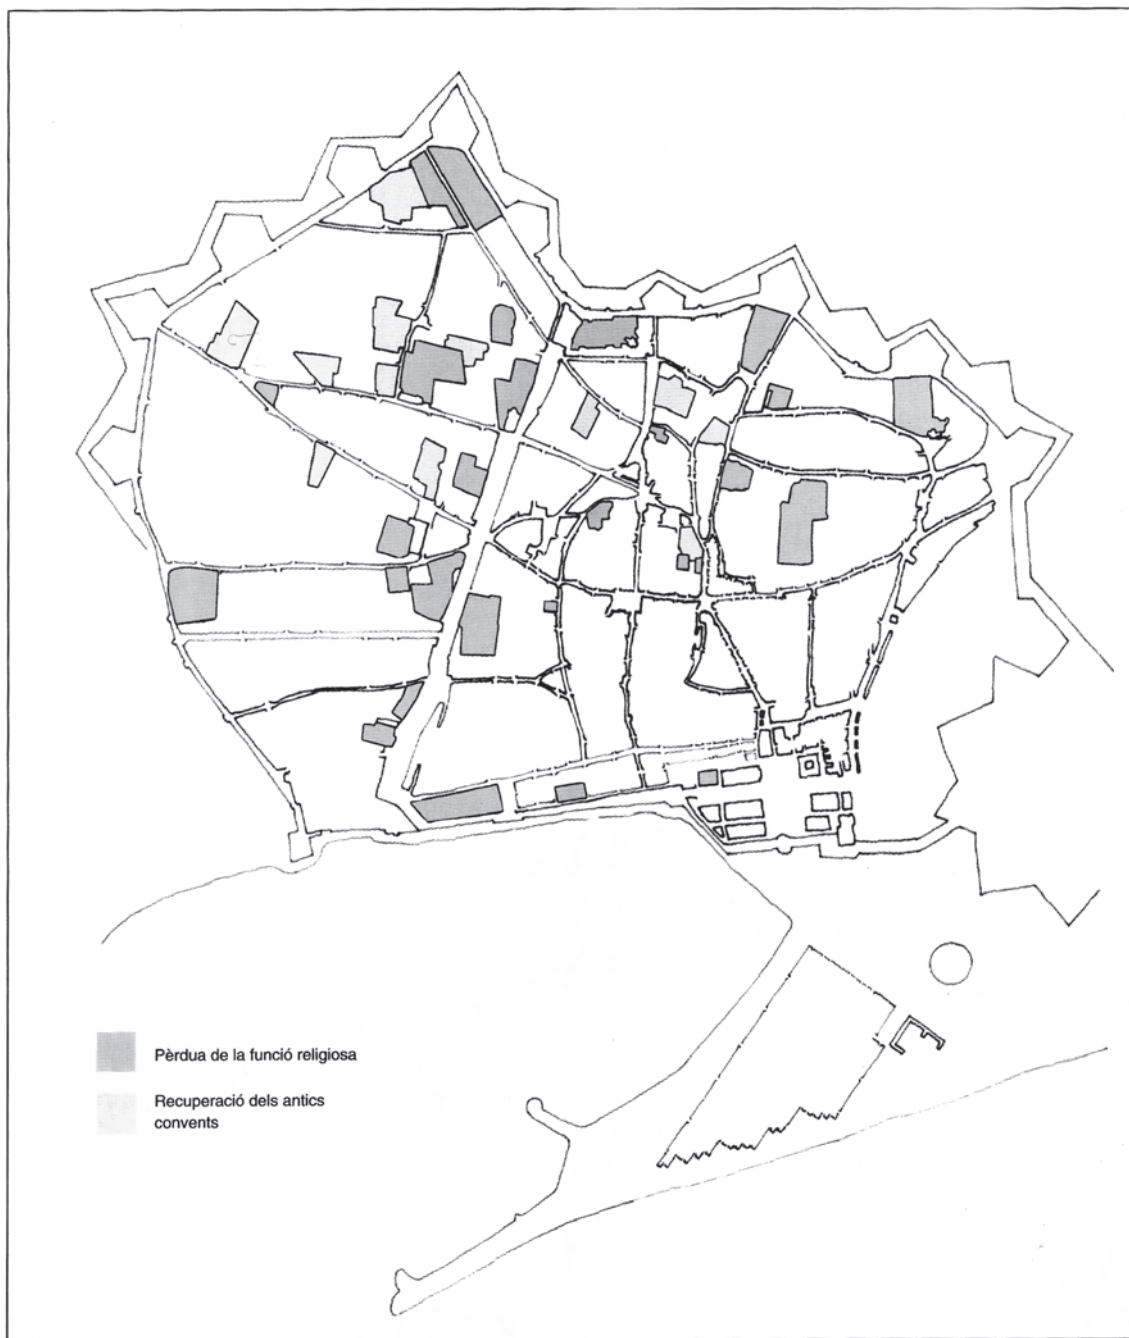 Pèrdua de la funció religiosa
Recuperació dels antics
convents